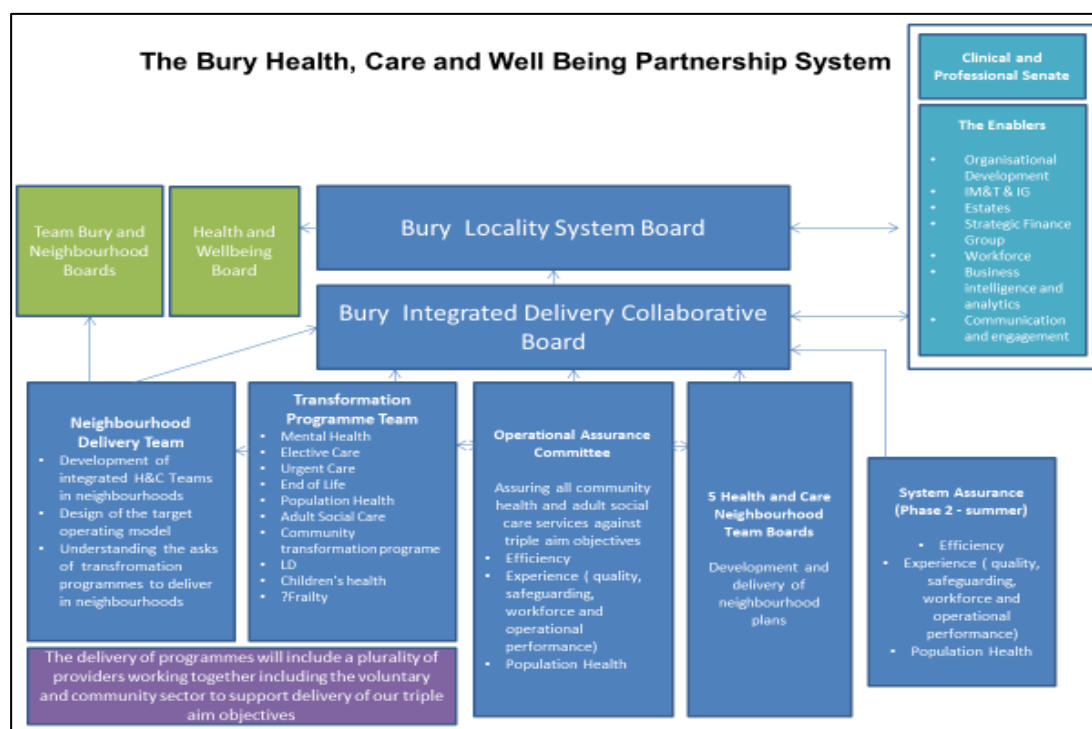 The Bury Health, Care and Well Being Partnership System
Clinical and
Professional Senate
The Enablers
• Organisational
Development
• IM&T & IG
• Estates
• Strategic Finance
Group
• Workforce
• Business
intelligence and
analytics
• Communication
and engagement
Team Bury and
Neighbourhood
Boards
Health and
Wellbeing
Board
Bury Locality System Board
Bury Integrated Delivery Collaborative
Board
Neighbourhood
Delivery Team
• Development of
integrated H&C Teams
in neighbourhoods
• Design of the target
operating model
• Understanding the asks
of transfromation
programmes to deliver
in neighbourhoods
Transformation
Programme Team
• Mental Health
• Elective Care
• Urgent Care
• End of Life
• Population Health
• Adult Social Care
• Community
transformation programe
• LD
• Children's health
• ?Frailty
Operational Assurance
Committee
Assuring all community
health and adult social
care services against
triple aim objectives
• Efficiency
• Experience ( quality,
safeguarding,
workforce and
operational
performance)
• Population Health
5 Health and Care
Neighbourhood
Team Boards
Development and
delivery of
neighbourhood
plans
System Assurance
(Phase 2 - summer)
• Efficiency
• Experience ( quality,
safeguarding,
workforce and
operational
performance)
• Population Health
The delivery of programmes will include a plurality of
providers working together including the voluntary
and community sector to support delivery of our triple
aim objectives